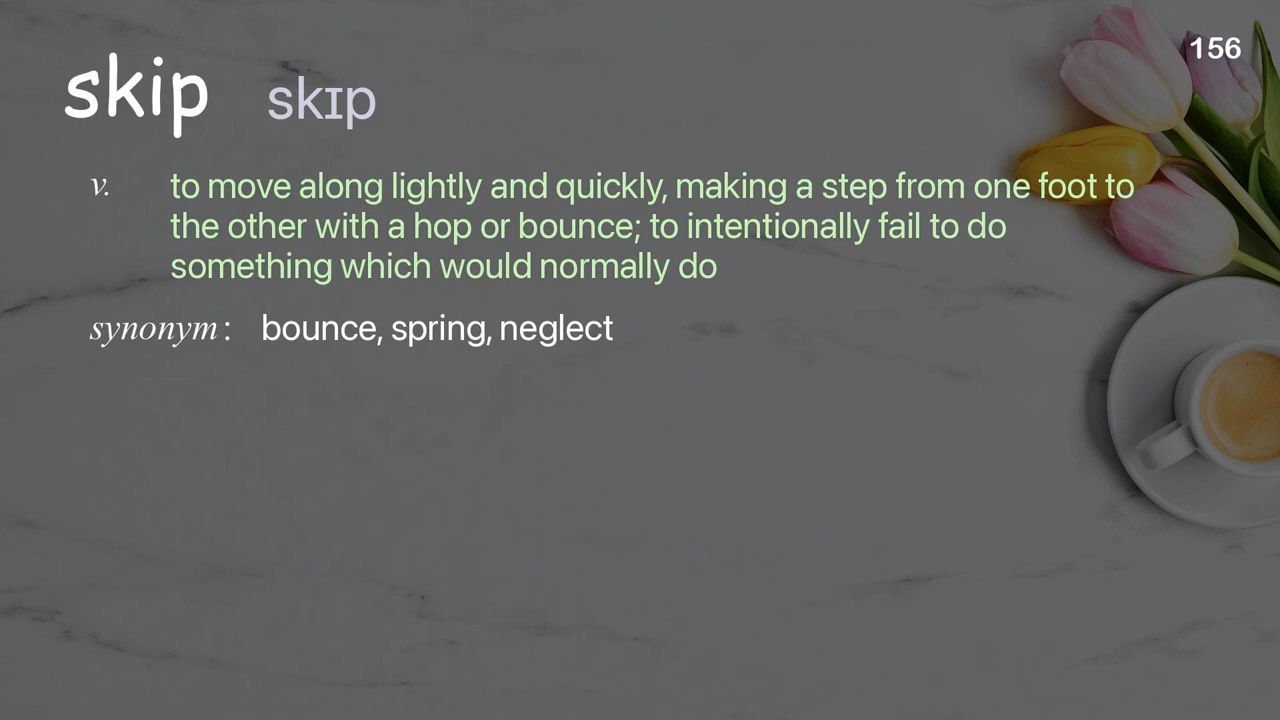 156
skip skɪp
v. to move along lightly and quickly, making a step from one foot to
the other with a hop or bounce; to intentionally fail to do
something which would normally do
synonym : bounce, spring, neglect